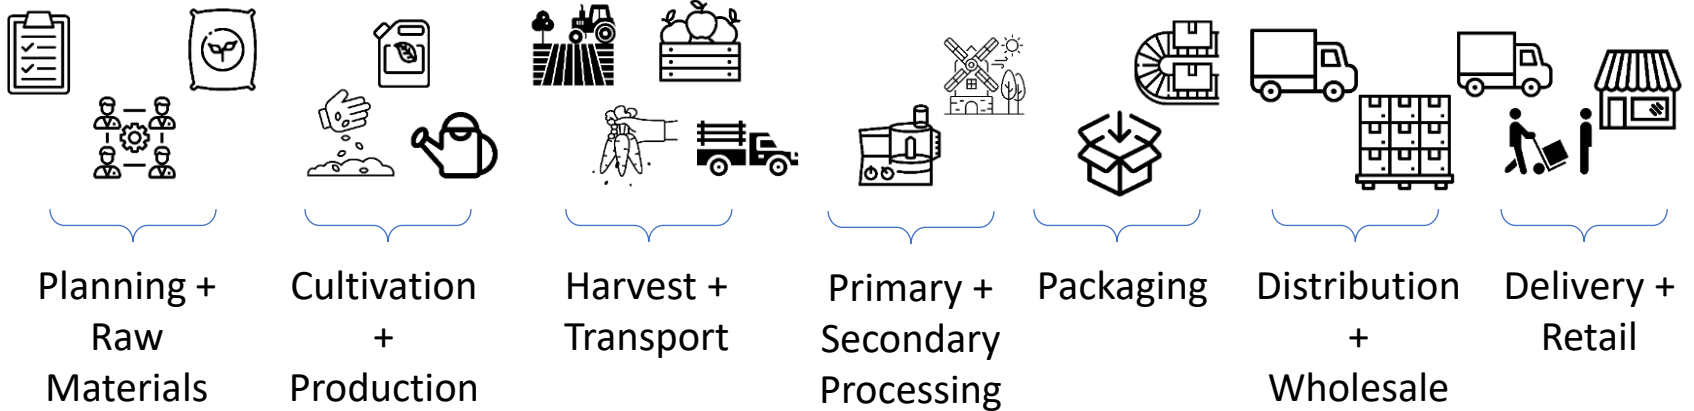 Planning +
Raw
Materials
Cultivation
+
Production
Harvest +
Transport
Primary +
Secondary
Processing
Packaging
Distribution
+
Wholesale
Delivery +
Retail